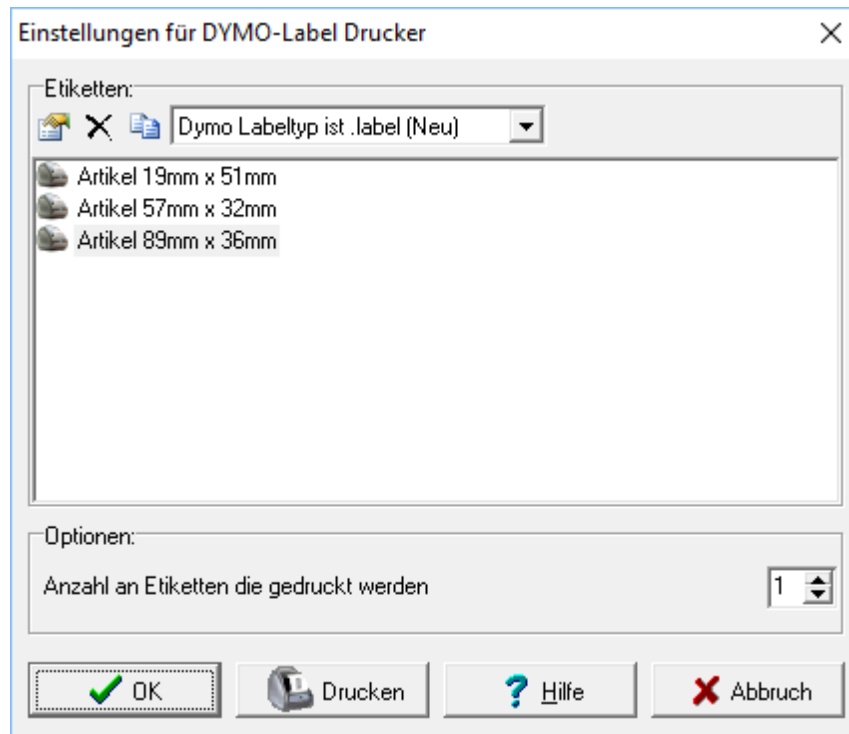 Einstellungen für DYMO-Label Drucker
Etiketten:
Dymo Labeltyp ist .label (Neu)
Artikel 19mm x 51mm
Artikel 57mm x 32mm
Artikel 89mm x 36mm
Optionen:
Anzahl an Etiketten die gedruckt werden 1
OK Drucken Hilfe Abbruch